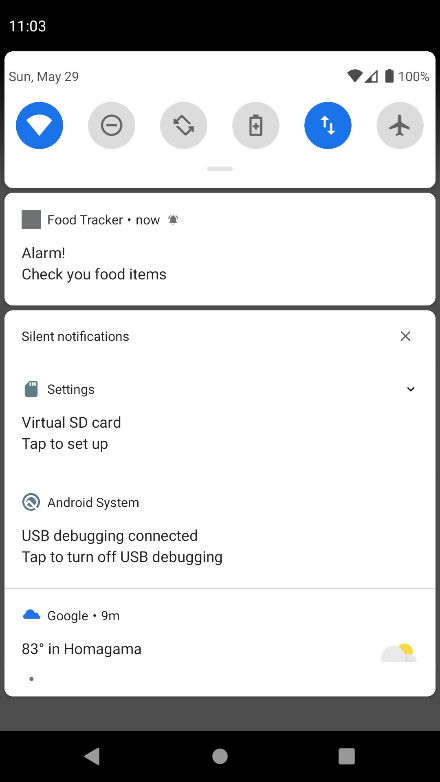 11:03
Sun, May 29
100%
Food Tracker • now
Alarm!
Check you food items
Silent notifications
Settings
Virtual SD card
Tap to set up
Android System
USB debugging connected
Tap to turn off USB debugging
Google • 9m
83° in Homagama